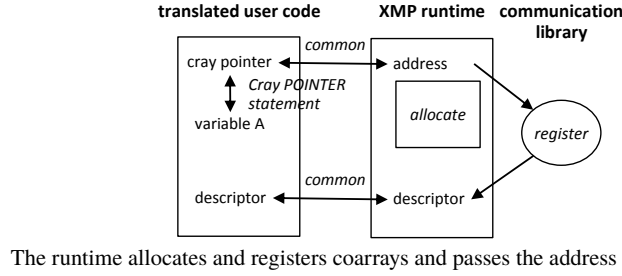 translated user code
XMP runtime
communication
library
cray pointer
common
address
Cray POINTER
statement
allocate
register
variable A
common
descriptor
descriptor
The runtime allocates and registers coarrays and passes the address